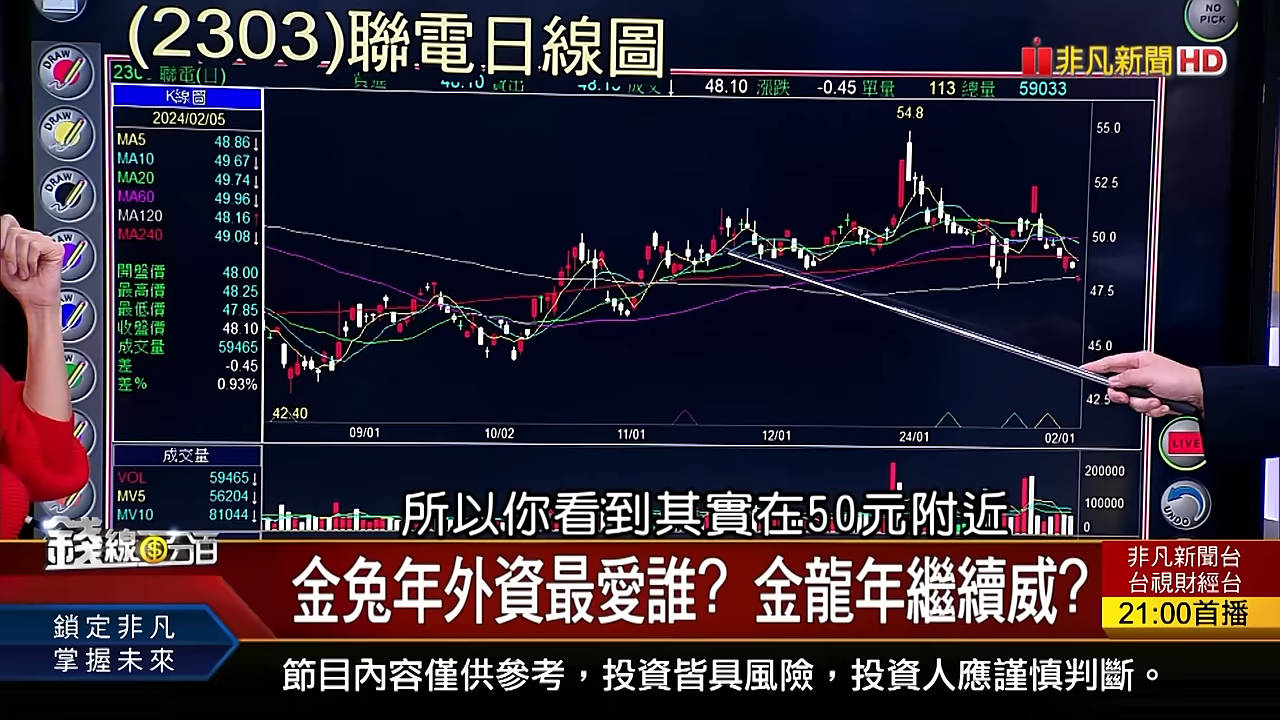 (2303)聯電日線圖
NO PICK
非凡新聞HD
聯電(日)
48.10 漲跌 -0.45 單量 113 總量 59033
K線圖
2024/02/05
MA5 48.86↓
MA10 49.67↓
MA20 49.74↓
MA60 49.96↓
MA120 48.16↑
MA240 49.08↓
開盤價 48.00
最高價 48.25
最低價 47.85
收盤價 48.10
成交量 59465
差 -0.45
差% 0.93%
54.8
55.0
52.5
50.0
47.5
45.0
42.5
42.40
09/01 10/02 11/01 12/01 24/01 02/01
成交量
VOL 59465↓
MV5 56204↓
MV10 81044↓
200000
100000
0
DRAW
DRAW
DRAW
LIVE
UNDO
所以你看到其實在50元附近
錢線百分百
金兔年外資最愛誰? 金龍年繼續威?
非凡新聞台
台視財經台
21:00首播
鎖定非凡
掌握未來
節目內容僅供參考，投資皆具風險，投資人應謹慎判斷。